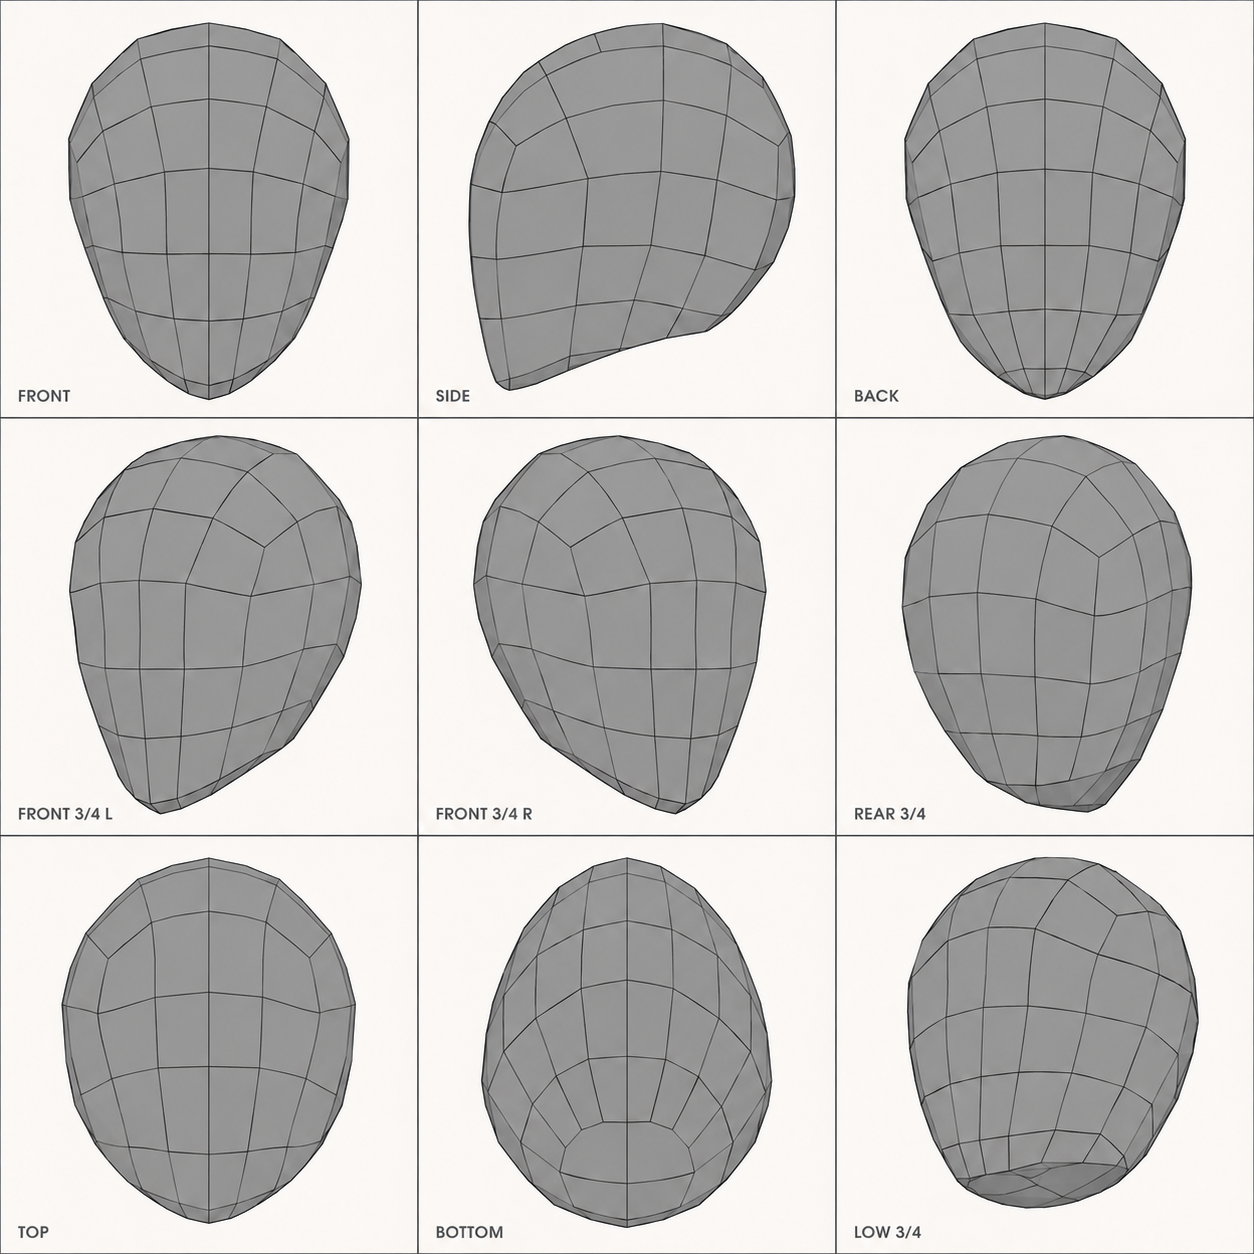 FRONT
SIDE
BACK
FRONT 3/4 L
FRONT 3/4 R
REAR 3/4
TOP
BOTTOM
LOW 3/4